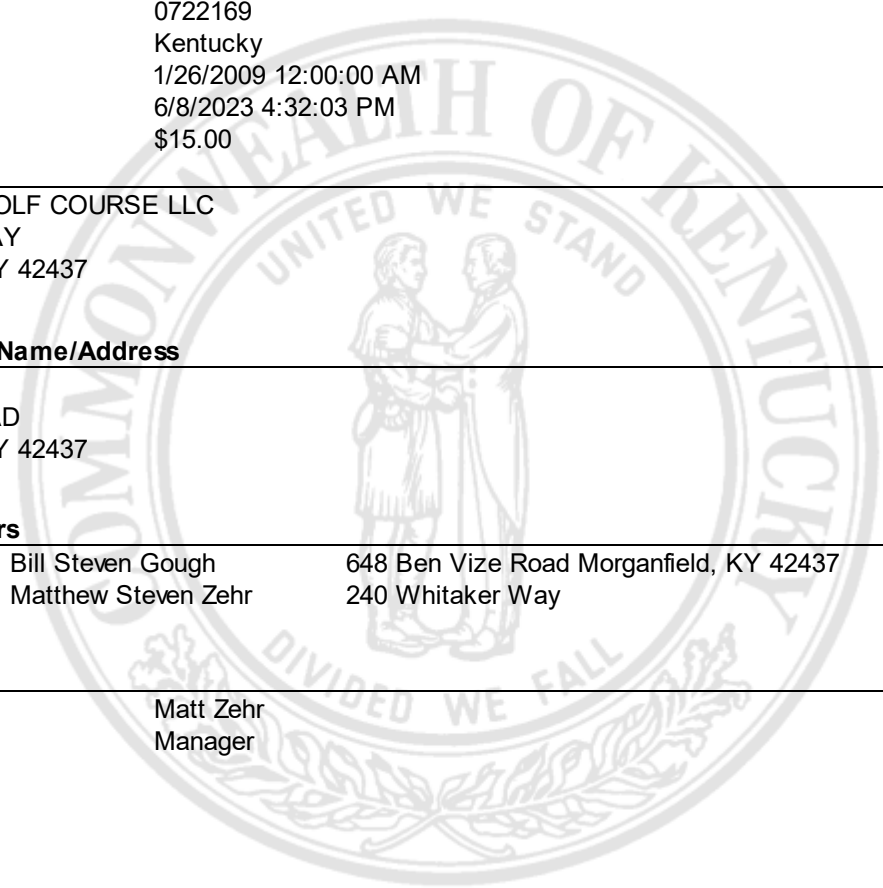 0722169
Kentucky
1/26/2009 12:00:00 AM
6/8/2023 4:32:03 PM
$15.00
COMMONWEALTH OF KENTUCKY
UNITED WE STAND
OLF COURSE LLC
AY
Y 42437
Name/Address
AD
Y 42437
rs
Bill Steven Gough 648 Ben Vize Road Morganfield, KY 42437
Matthew Steven Zehr 240 Whitaker Way
DIVIDED WE FALL
Matt Zehr
Manager